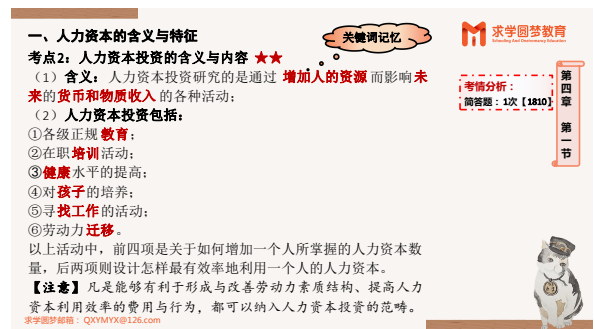 一、人力资本的含义与特征
关键词记忆
求学圆梦教育
考点2：人力资本投资的含义与内容 ★★
（1）含义：人力资本投资研究的是通过 增加人的资源 而影响未
来的货币和物质收入 的各种活动；
（2）人力资本投资包括：
①各级正规教育；
②在职培训活动；
③健康水平的提高；
④对孩子的培养；
⑤寻找工作的活动；
⑥劳动力迁移。
以上活动中，前四项是关于如何增加一个人所掌握的人力资本数
量，后两项则设计怎样最有效率地利用一个人的人力资本。
【注意】凡是能够有利于形成与改善劳动力素质结构、提高人力
资本利用效率的费用与行为，都可以纳入人力资本投资的范畴。
考情分析：
简答题：1次【1810】
第四章 第一节
求学圆梦邮箱：QXYMYX@126.com